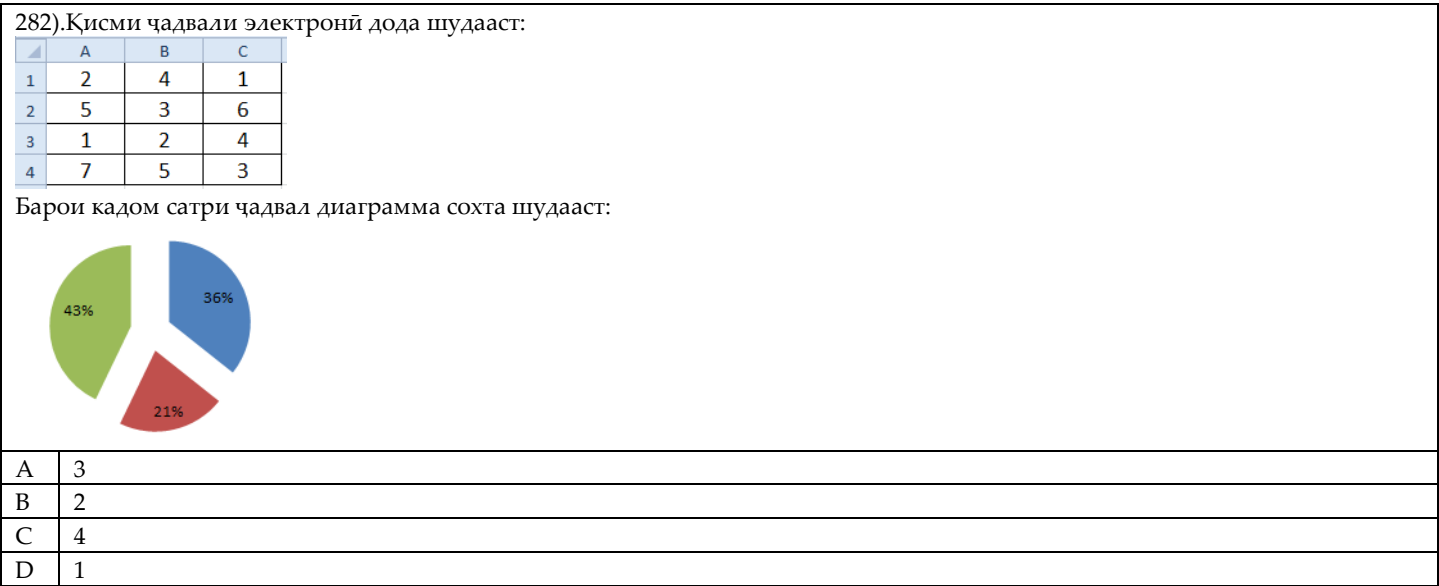 282).Қисми ҷадвали электронӣ дода шудааст:
A B C
1 2 4 1
2 5 3 6
3 1 2 4
4 7 5 3
Барои кадом сатри ҷадвал диаграмма сохта шудааст:
43% 36%
21%
A 3
B 2
C 4
D 1